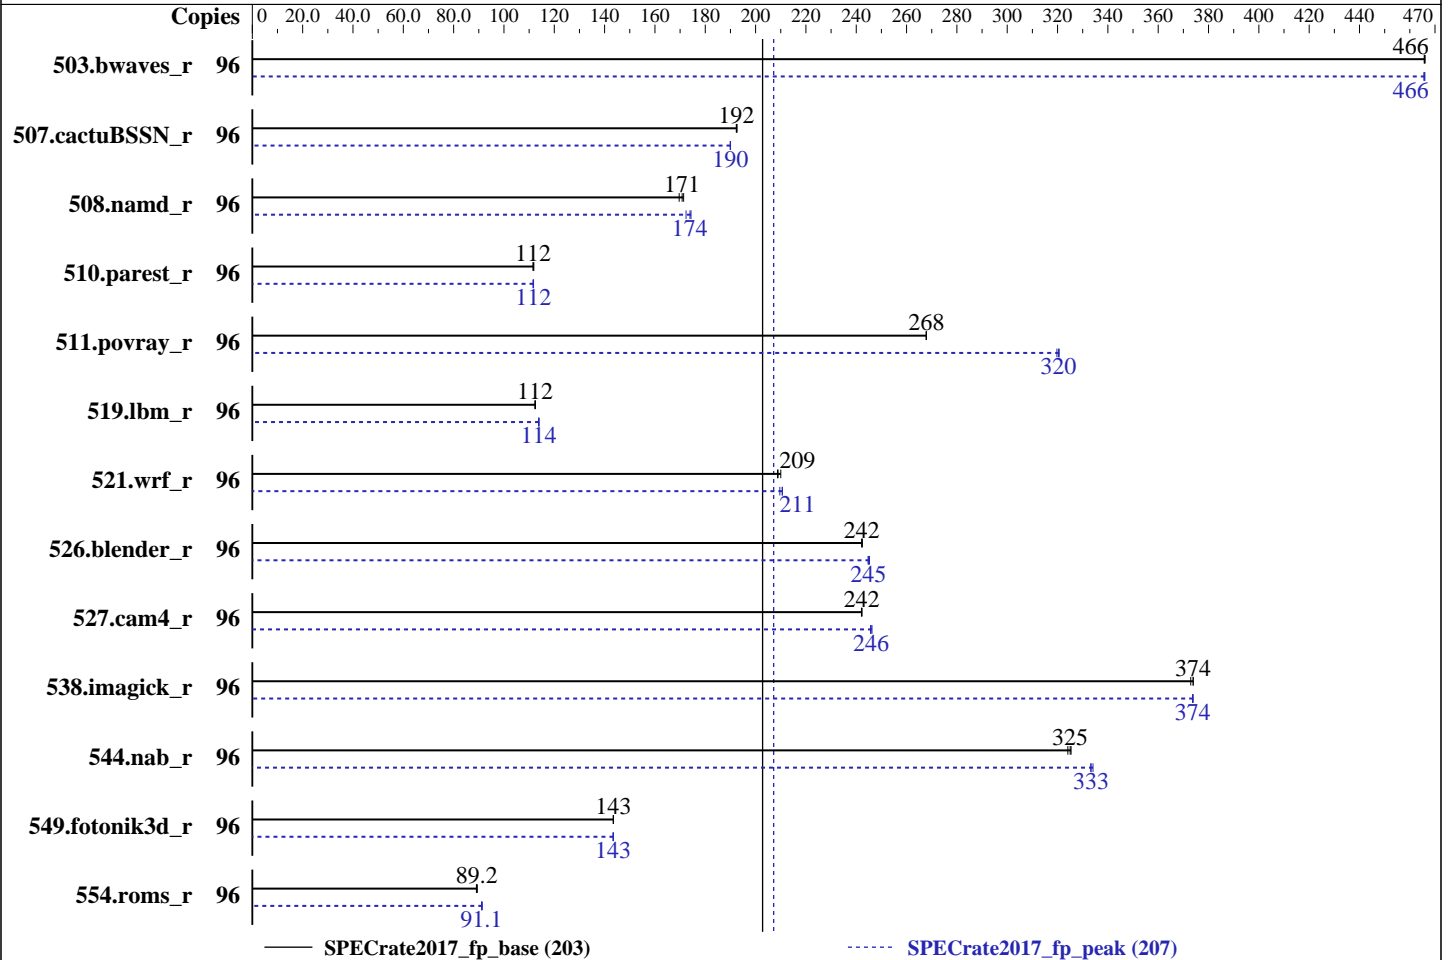 Copies 0 20.0 40.0 60.0 80.0 100 120 140 160 180 200 220 240 260 280 300 320 340 360 380 400 420 440 470
466
503.bwaves_r 96
466
192
507.cactuBSSN_r 96
190
171
508.namd_r 96
174
112
510.parest_r 96
112
268
511.povray_r 96
320
112
519.lbm_r 96
114
209
521.wrf_r 96
211
242
526.blender_r 96
245
242
527.cam4_r 96
246
374
538.imagick_r 96
374
325
544.nab_r 96
333
143
549.fotonik3d_r 96
143
89.2
554.roms_r 96
91.1
SPECrate2017_fp_base (203) SPECrate2017_fp_peak (207)